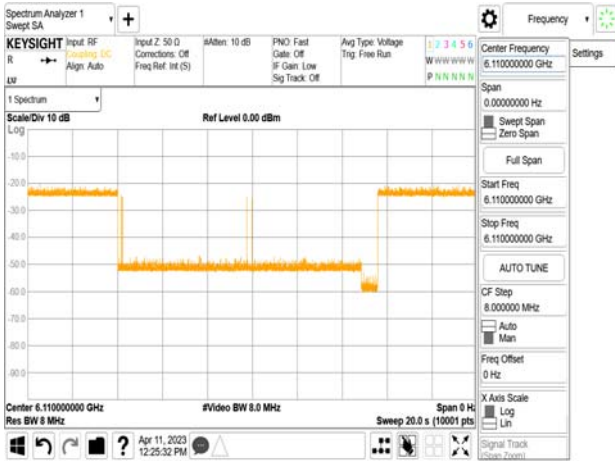 Spectrum Analyzer 1
Swept SA
Frequency
KEYSIGHT
R
LXI
Input: RF
Coupling: DC
Align: Auto
Input Z: 50 Ω
Corrections: Off
Freq Ref: Int (S)
#Atten: 10 dB
PNO: Fast
Gate: Off
IF Gain: Low
Sig Track: Off
Avg Type: Voltage
Trig: Free Run
1 2 3 4 5 6
W W W W W W
P N N N N N
Center Frequency
6.110000000 GHz
Settings
Span
0.00000000 Hz
Swept Span
Zero Span
Full Span
Start Freq
6.110000000 GHz
Stop Freq
6.110000000 GHz
AUTO TUNE
CF Step
8.000000 MHz
Auto
Man
Freq Offset
0 Hz
X Axis Scale
Log
Lin
Signal Track
(Span Zoom)
1 Spectrum
Scale/Div 10 dB
Ref Level 0.00 dBm
Log
-10.0
-20.0
-30.0
-40.0
-50.0
-60.0
-70.0
-80.0
-90.0
Center 6.110000000 GHz
#Video BW 8.0 MHz
Span 0 Hz
Res BW 8 MHz
Sweep 20.0 s (10001 pts
?
Apr 11, 2023
12:25:32 PM